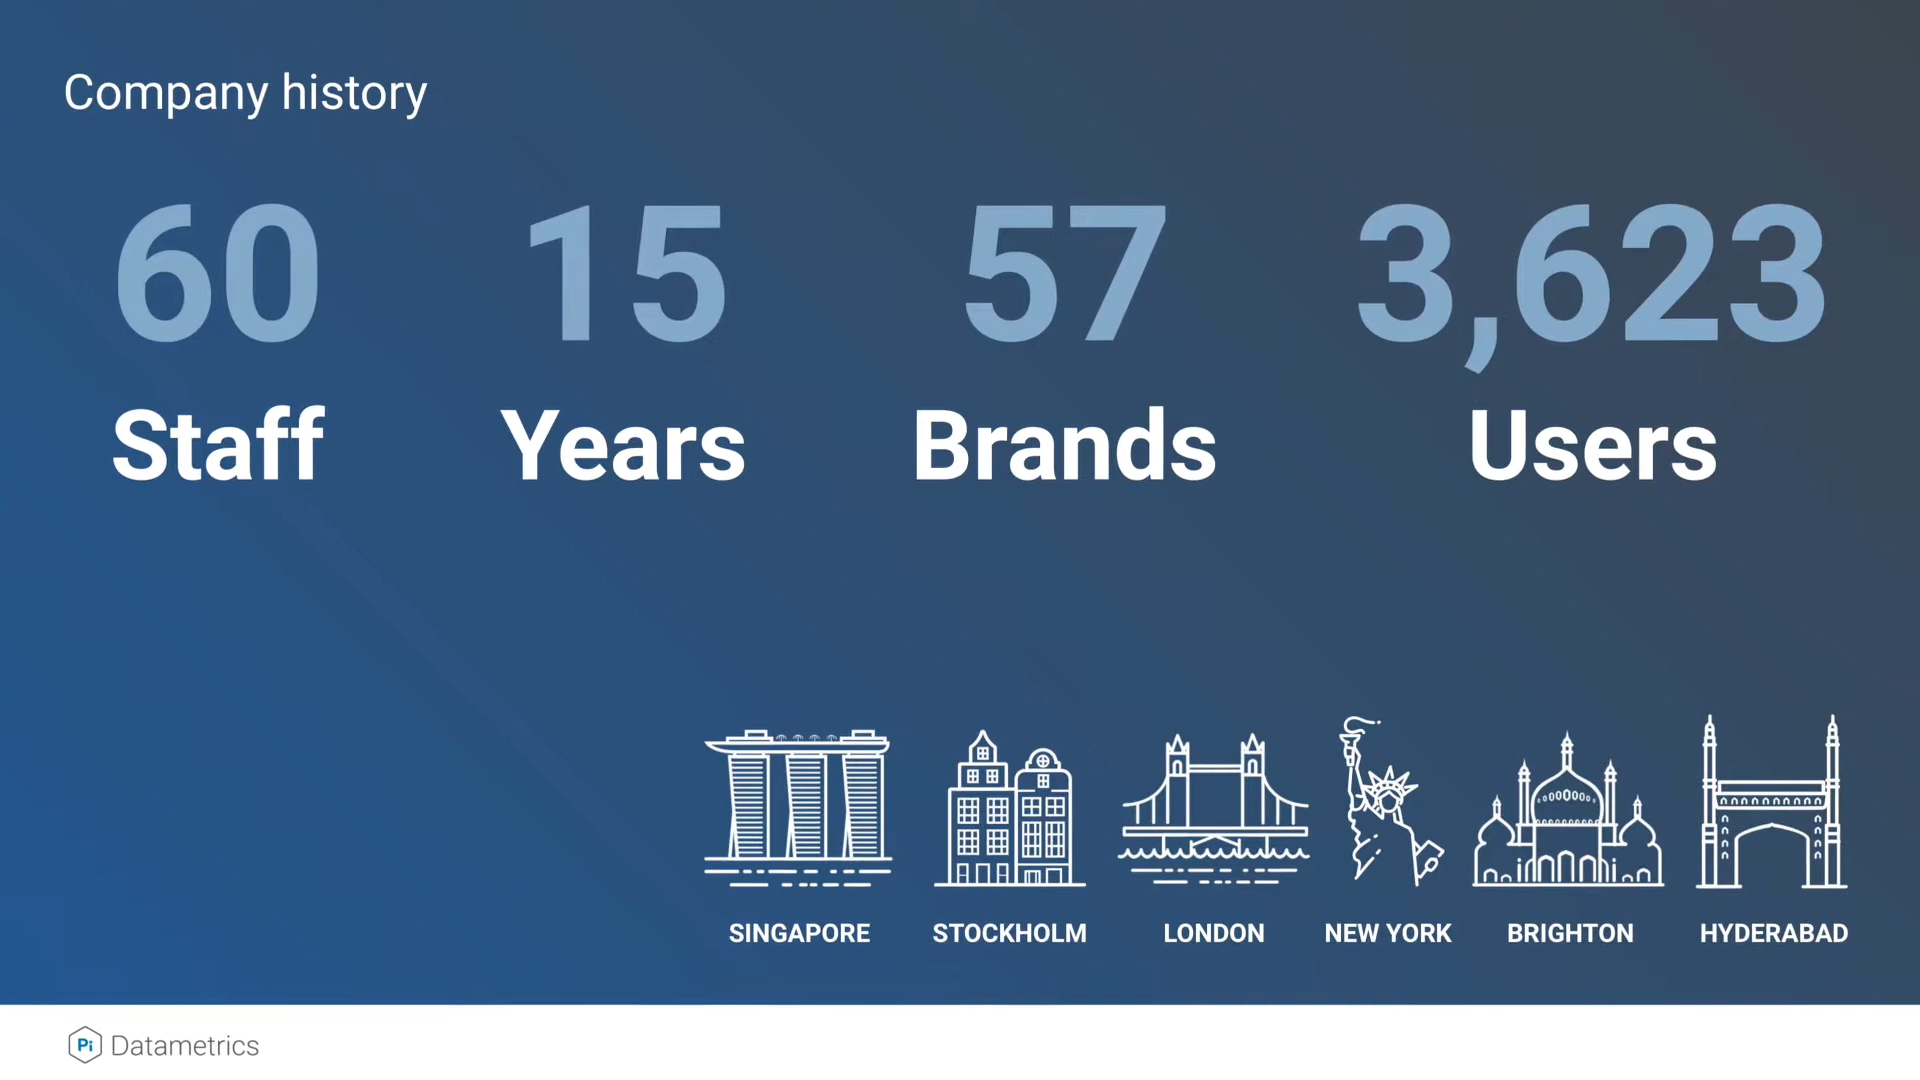 Company history
60 15 57 3,623
Staff Years Brands Users
SINGAPORE STOCKHOLM LONDON NEW YORK BRIGHTON HYDERABAD
Pi Datametrics